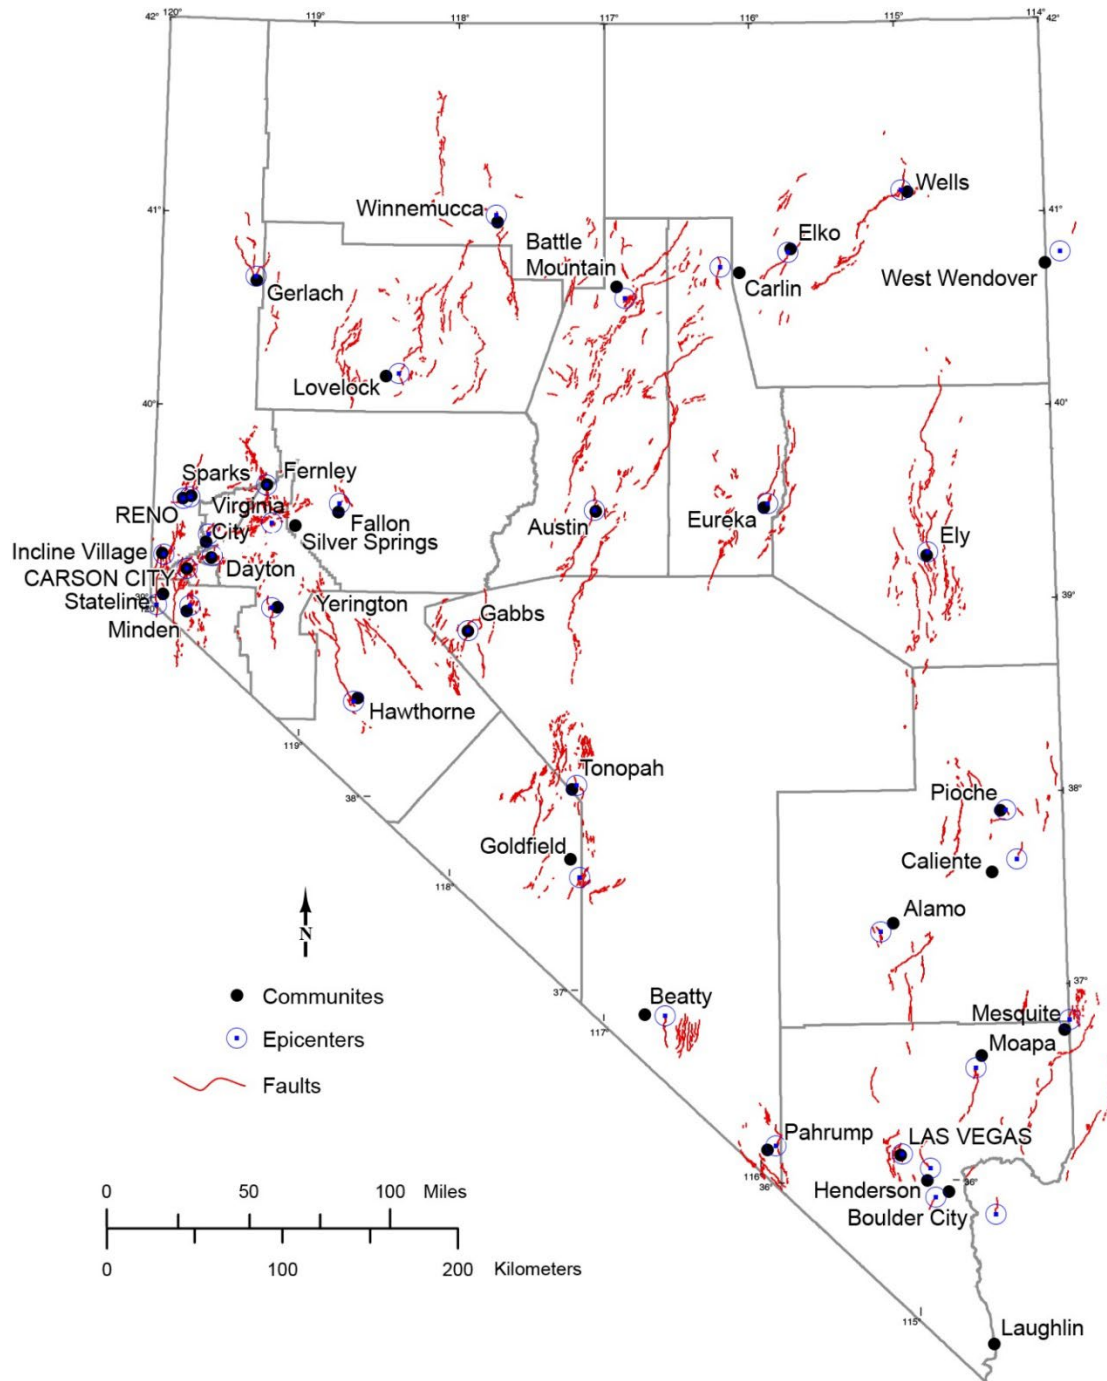 42°
120°
119°
118°
117°
116°
115°
114°
42°
41°
41°
Winnemucca
Wells
Battle
Mountain
Elko
Carlin
West Wendover
Gerlach
Lovelock
40°
40°
Sparks
Fernley
RENO
Virginia
City
Fallon
Silver Springs
Austin
Eureka
Ely
Incline Village
CARSON CITY
Dayton
Stateline
Yerington
Minden
39°
39°
Gabbs
Hawthorne
119°
38°
Tonopah
38°
Pioche
Goldfield
Caliente
118°
Alamo
N
37°
37°
117°
Beatty
Mesquite
Moapa
Communites
Epicenters
Faults
Pahrump
LAS VEGAS
116°
36°
36°
Henderson
Boulder City
0 50 100 Miles
0 100 200 Kilometers
115°
Laughlin